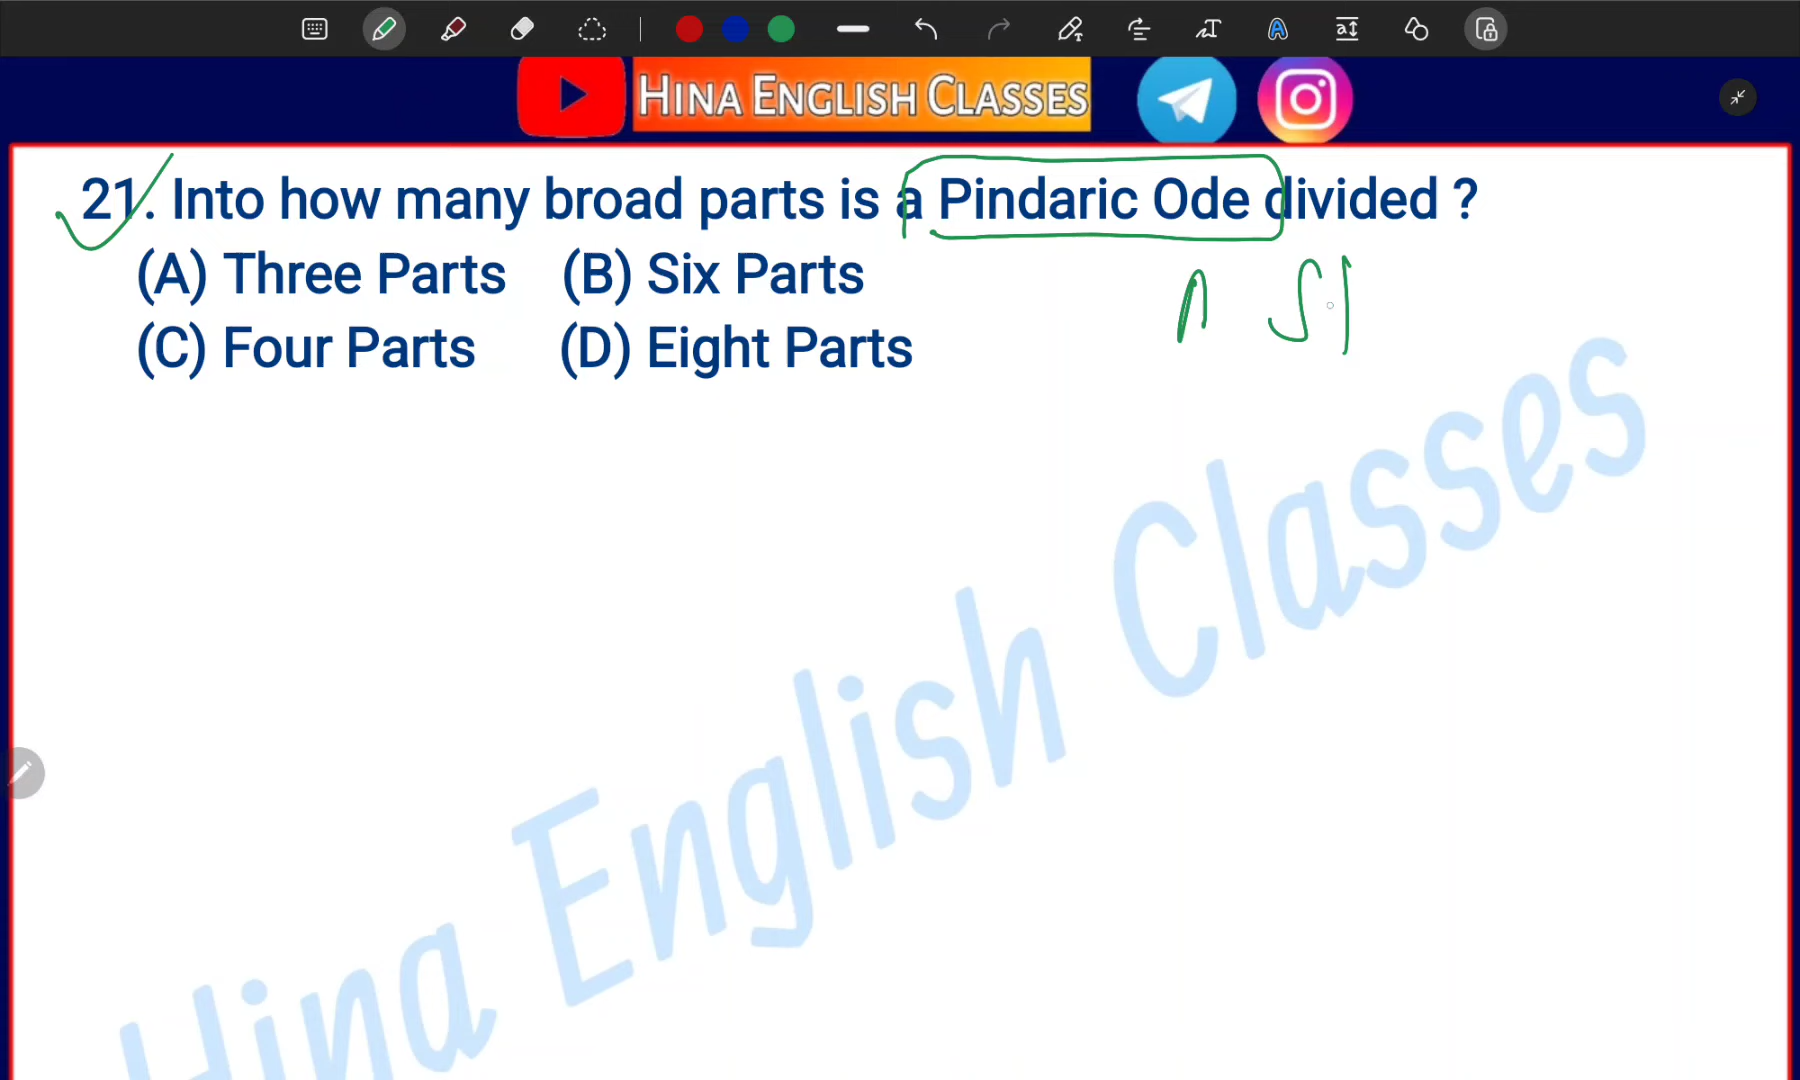 HINA ENGLISH CLASSES
21. Into how many broad parts is a Pindaric Ode divided ?
(A) Three Parts (B) Six Parts
(C) Four Parts (D) Eight Parts
Hina English Classes